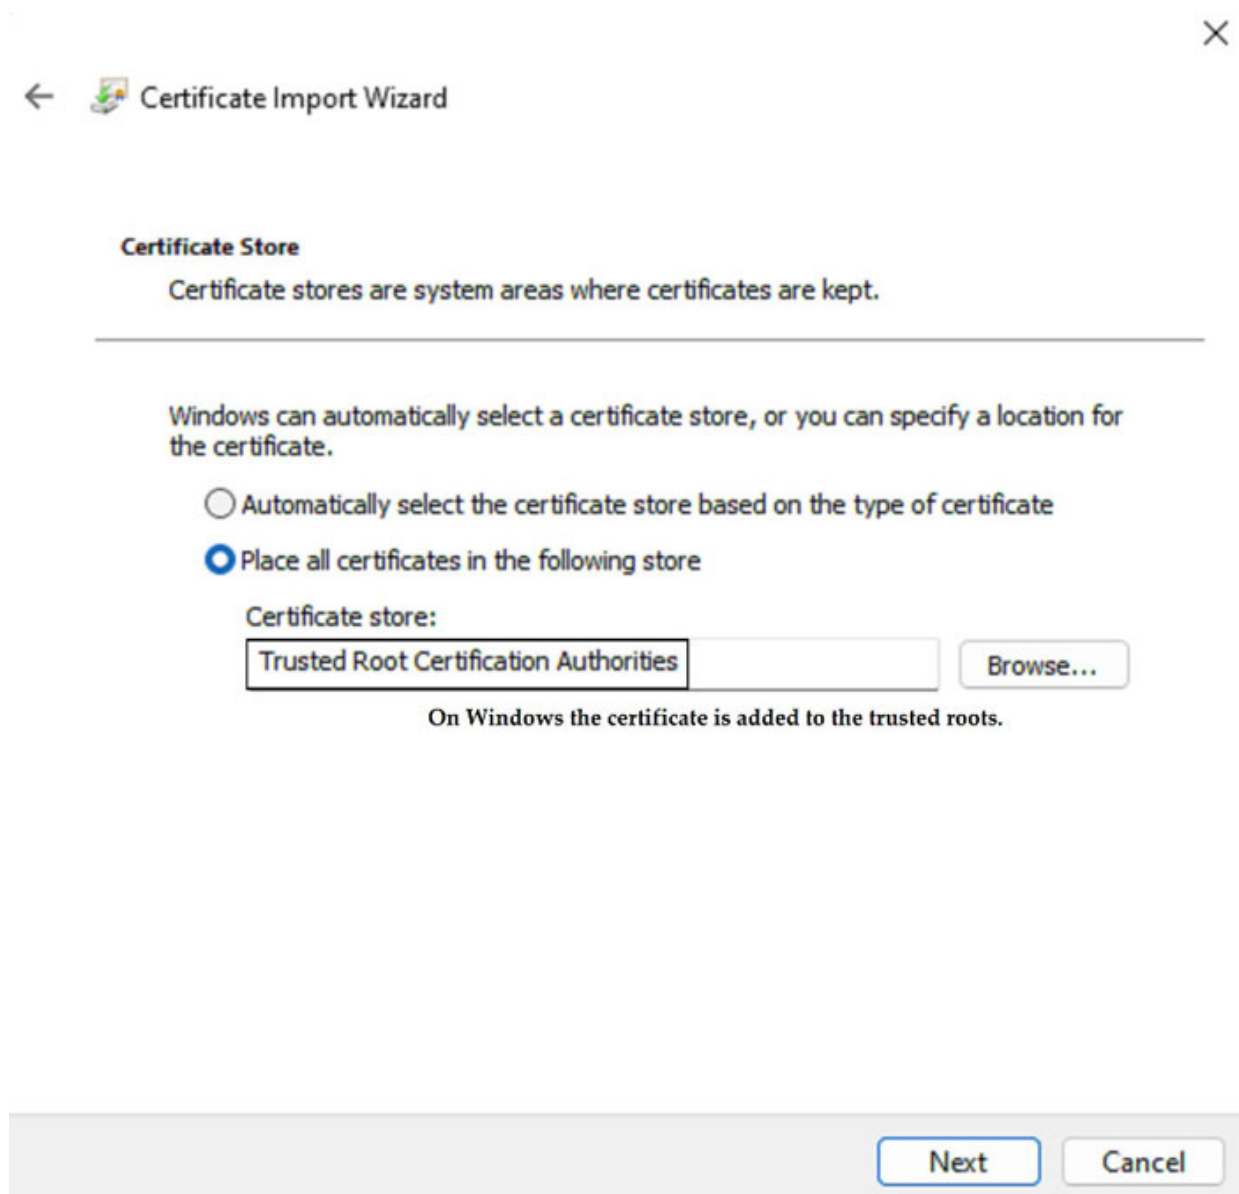 Certificate Import Wizard
Certificate Store
Certificate stores are system areas where certificates are kept.
Windows can automatically select a certificate store, or you can specify a location for
the certificate.
Automatically select the certificate store based on the type of certificate
Place all certificates in the following store
Certificate store:
Trusted Root Certification Authorities
Browse...
On Windows the certificate is added to the trusted roots.
Next
Cancel